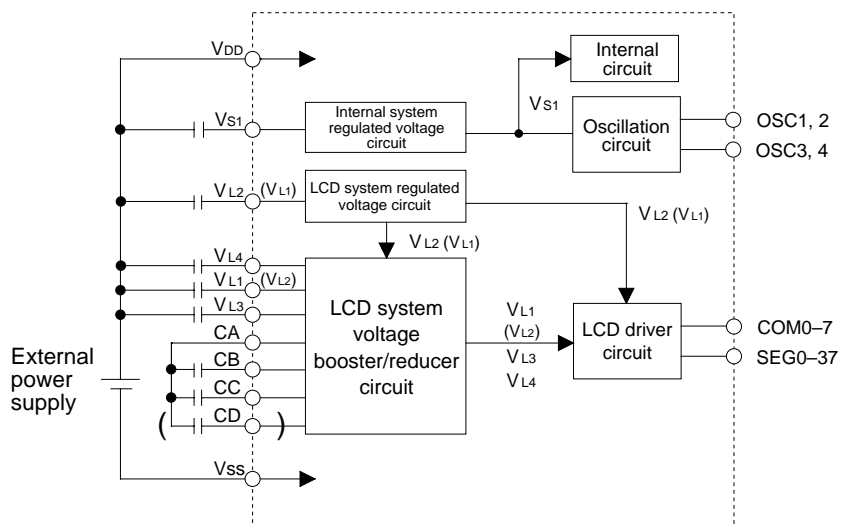 VDD
Internal
circuit
VS1
VS1
Internal system
regulated voltage
circuit
Oscillation
circuit
OSC1, 2
OSC3, 4
VL2
(VL1)
LCD system regulated
voltage circuit
VL2 (VL1)
VL2 (VL1)
VL4
VL1
(VL2)
VL3
CA
CB
CC
( CD )
LCD system
voltage
booster/reducer
circuit
VL1
(VL2)
VL3
VL4
LCD driver
circuit
COM0–7
SEG0–37
External
power
supply
VSS